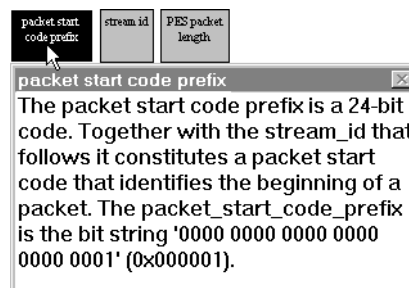 packet start stream id PES packet
code prefix length
packet start code prefix
The packet start code prefix is a 24-bit
code. Together with the stream_id that
follows it constitutes a packet start
code that identifies the beginning of a
packet. The packet_start_code_prefix
is the bit string '0000 0000 0000 0000
0000 0001' (0x000001).